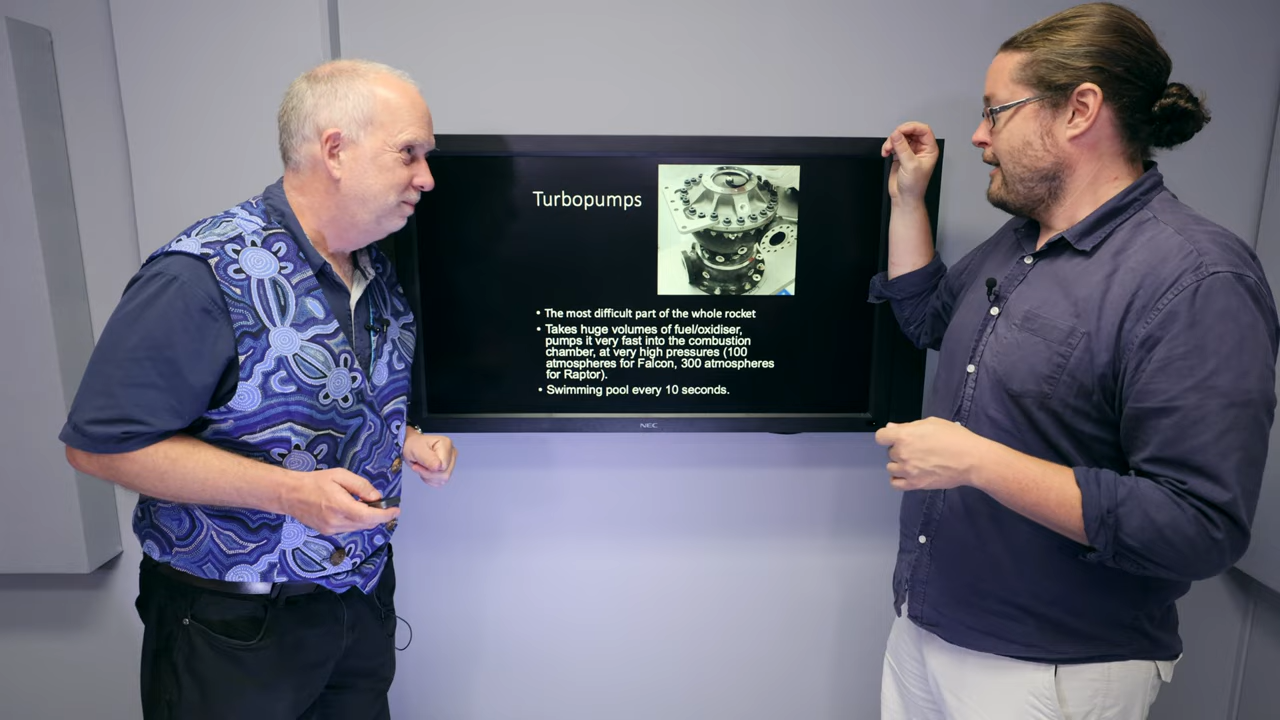 Turbopumps
• The most difficult part of the whole rocket
• Takes huge volumes of fuel/oxidiser,
pumps it very fast into the combustion
chamber, at very high pressures (100
atmospheres for Falcon, 300 atmospheres
for Raptor).
• Swimming pool every 10 seconds.
NEC